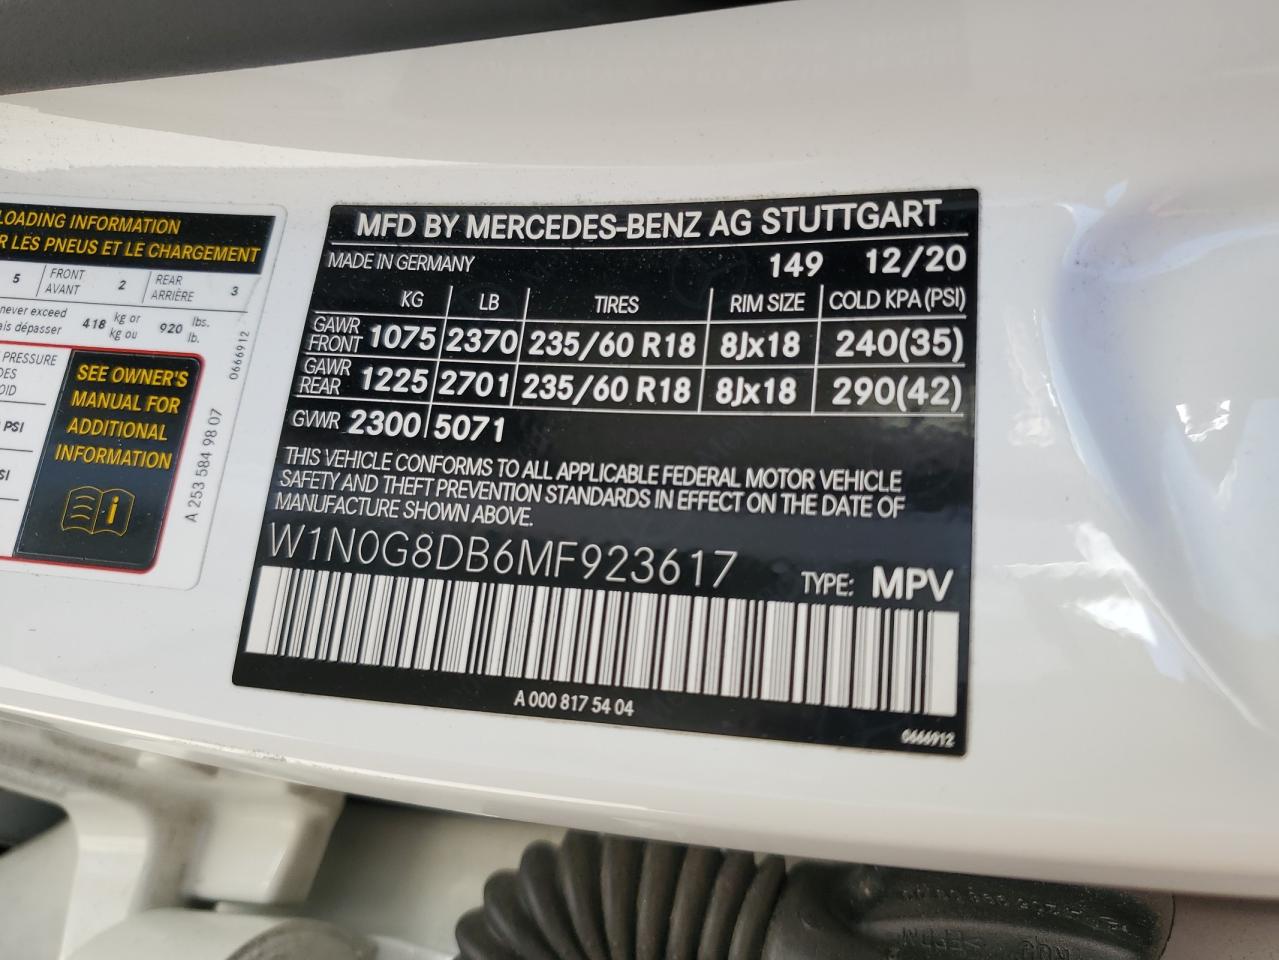 LOADING INFORMATION
R LES PNEUS ET LE CHARGEMENT
5 FRONT AVANT 2 REAR ARRIÈRE 3
never exceed
ais dépasser 418 kg or kg ou 920 lbs. lb.
PRESSURE
DES
OID
PSI
SI
SEE OWNER'S
MANUAL FOR
ADDITIONAL
INFORMATION
i
A 253 584 98 07
0666912
MFD BY MERCEDES-BENZ AG STUTTGART
MADE IN GERMANY 149 12/20
KG LB TIRES RIM SIZE COLD KPA (PSI)
GAWR FRONT 1075 2370 235/60 R18 8Jx18 240(35)
GAWR REAR 1225 2701 235/60 R18 8Jx18 290(42)
GVWR 2300 5071
THIS VEHICLE CONFORMS TO ALL APPLICABLE FEDERAL MOTOR VEHICLE
SAFETY AND THEFT PREVENTION STANDARDS IN EFFECT ON THE DATE OF
MANUFACTURE SHOWN ABOVE.
W1N0G8DB6MF923617
TYPE: MPV
A 000 817 54 04
0666912